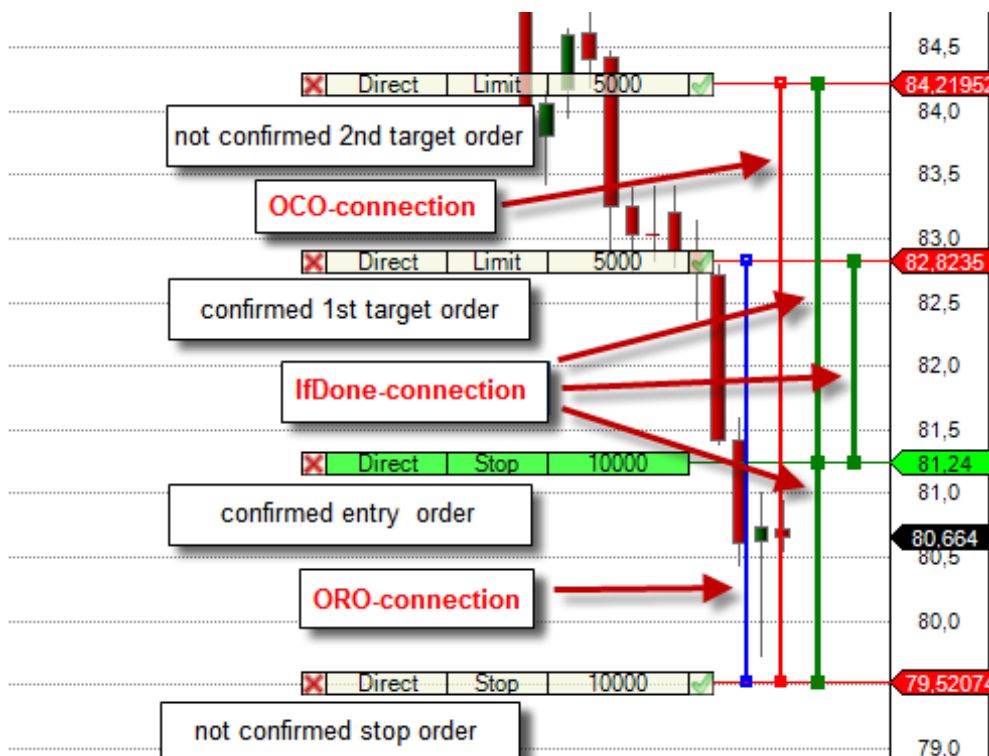 84,5
Direct Limit 5000
84,21952
84,0
not confirmed 2nd target order
83,5
OCO-connection
83,0
Direct Limit 5000
82,8235
confirmed 1st target order
82,5
82,0
IfDone-connection
81,5
Direct Stop 10000
81,24
81,0
confirmed entry order
80,664
80,5
ORO-connection
80,0
Direct Stop 10000
79,52074
not confirmed stop order
79,0